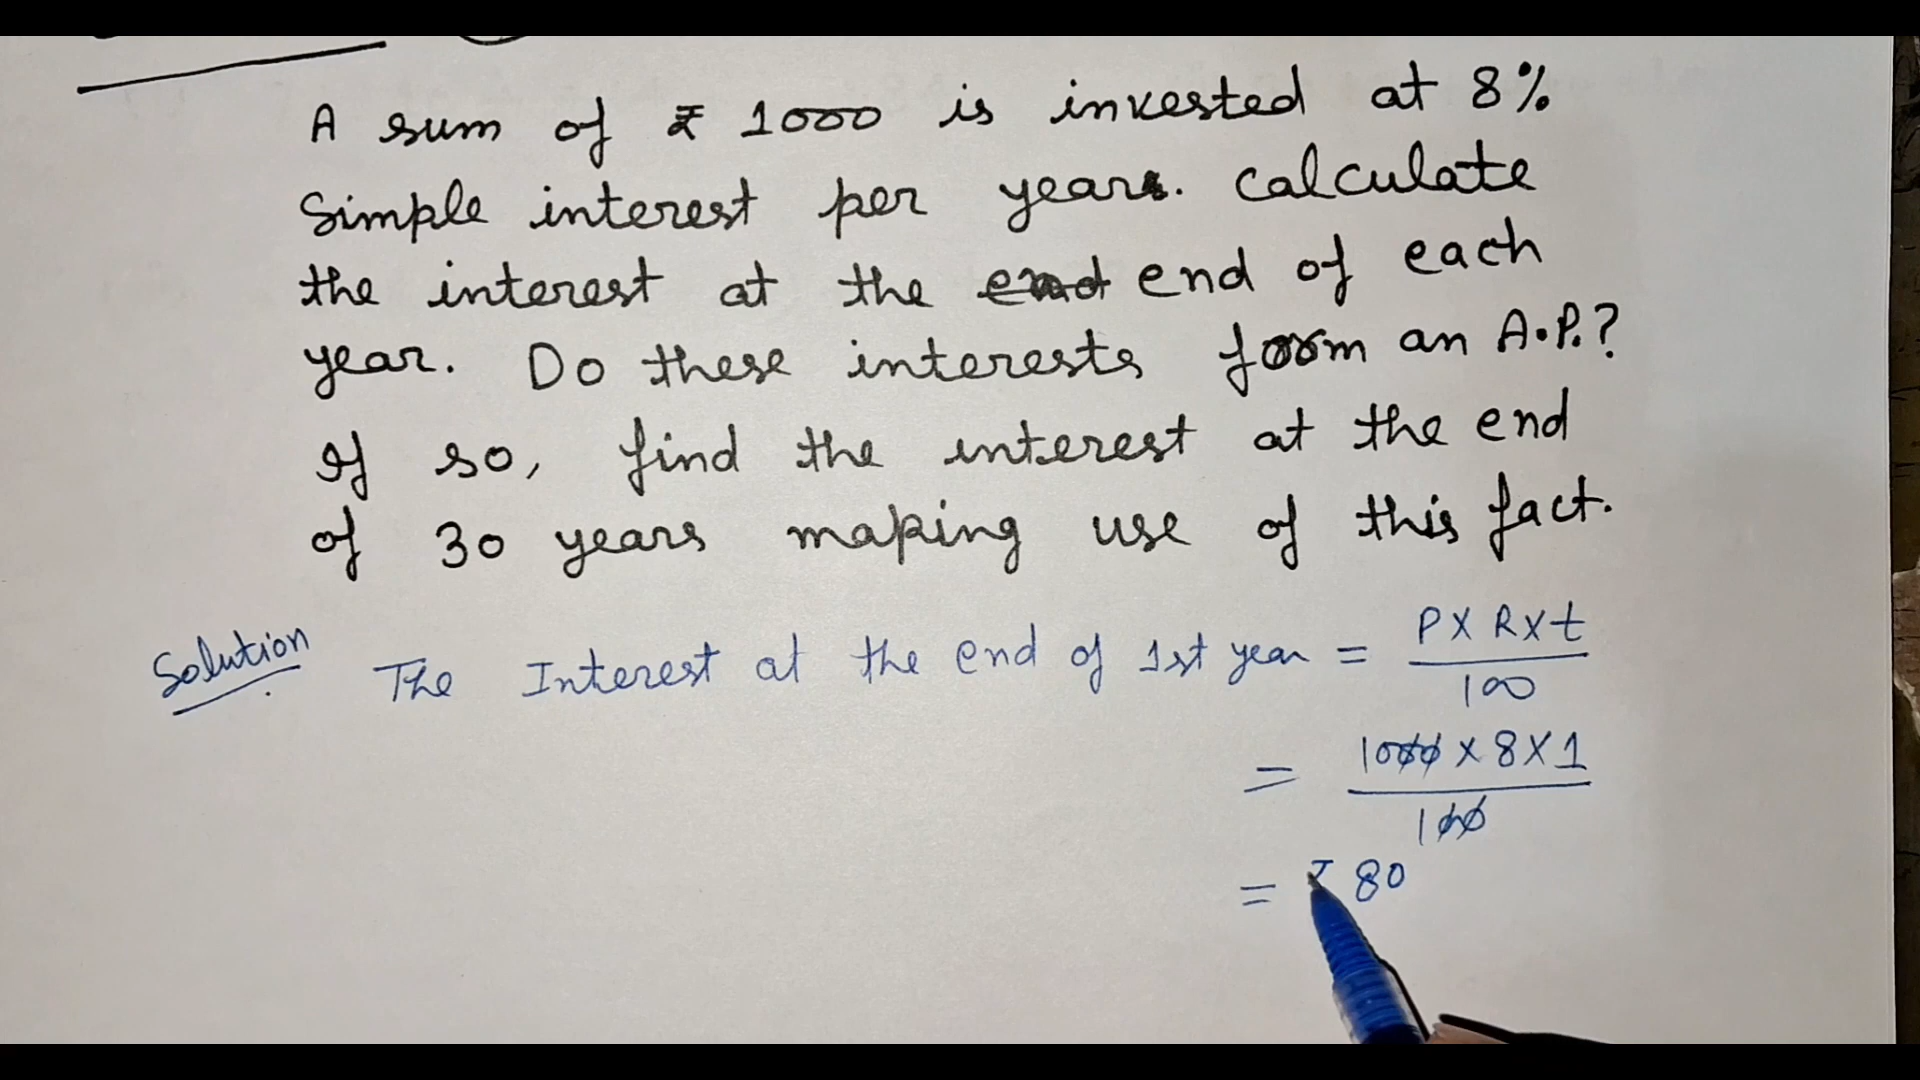 A sum of ₹ 1000 is invested at 8%
Simple interest per year. Calculate
the interest at the end end of each
year. Do these interests form an A.P.?
If so, find the interest at the end
of 30 years making use of this fact.
Solution The Interest at the end of 1st year = P X R X t
100
= 1000 X 8 X 1
100
= ₹ 80